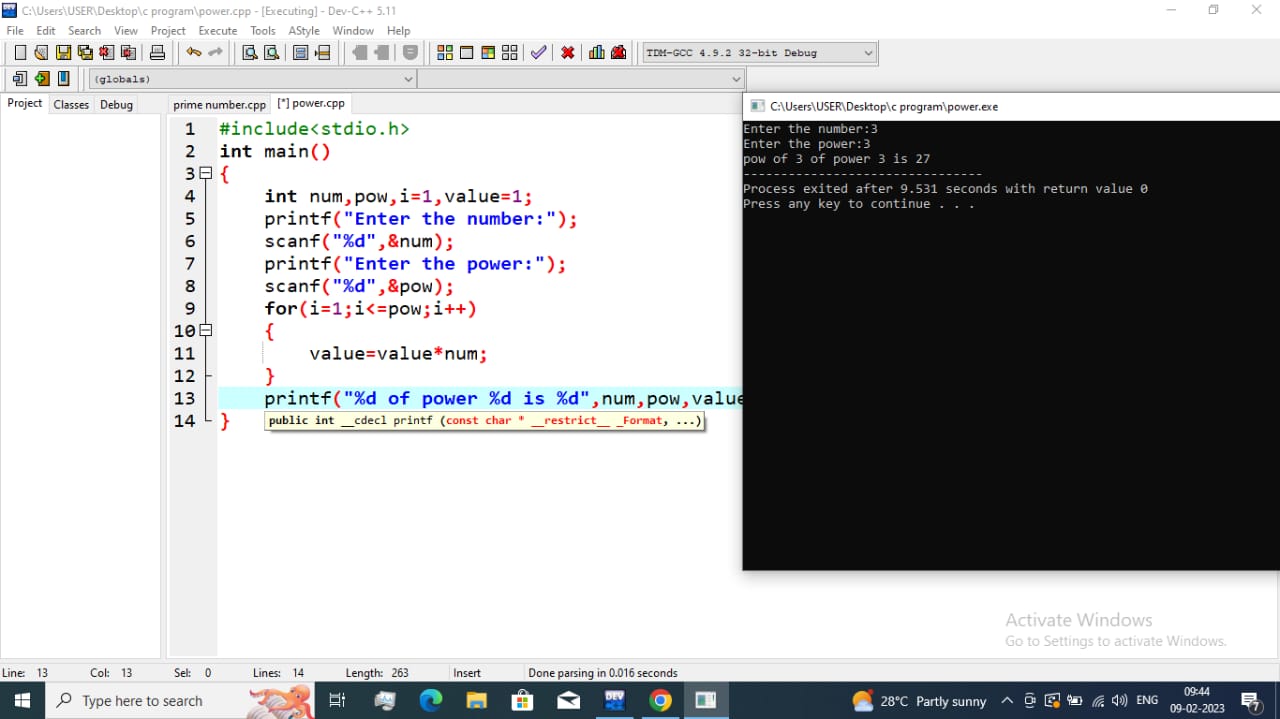 C:\Users\USER\Desktop\c program\power.cpp - [Executing] - Dev-C++ 5.11
File Edit Search View Project Execute Tools AStyle Window Help
TDM-GCC 4.9.2 32-bit Debug
(globals)
Project Classes Debug
prime number.cpp [*] power.cpp
1 #include<stdio.h>
2 int main()
3 {
4 int num,pow,i=1,value=1;
5 printf("Enter the number:");
6 scanf("%d",&num);
7 printf("Enter the power:");
8 scanf("%d",&pow);
9 for(i=1;i<=pow;i++)
10 {
11 value=value*num;
12 }
13 printf("%d of power %d is %d",num,pow,value
14 }
public int __cdecl printf (const char * __restrict__ _Format, ...)
C:\Users\USER\Desktop\c program\power.exe
Enter the number:3
Enter the power:3
pow of 3 of power 3 is 27
--------------------------------
Process exited after 9.531 seconds with return value 0
Press any key to continue . . .
Activate Windows
Go to Settings to activate Windows.
Line: 13 Col: 13 Sel: 0 Lines: 14 Length: 263 Insert Done parsing in 0.016 seconds
Type here to search
DEV
28°C Partly sunny
ENG
09:44
09-02-2023
7